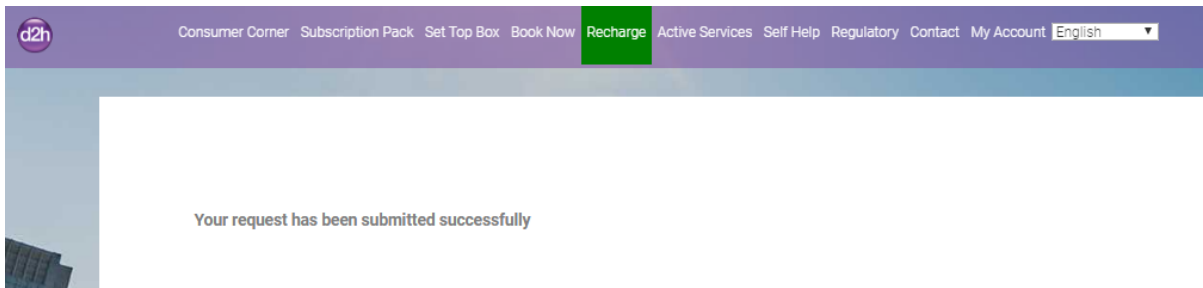 d2h
Consumer Corner Subscription Pack Set Top Box Book Now Recharge Active Services Self Help Regulatory Contact My Account English
Your request has been submitted successfully